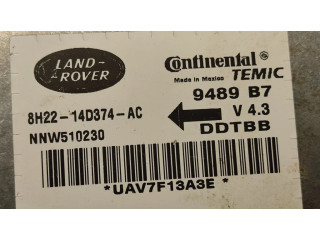 LAND-
-ROVER
Continental
Made in Mexico TEMIC
9489 B7
8H22-14D374-AC
V 4.3
NNW510230
DDTBB
*UAV7F13A3E*